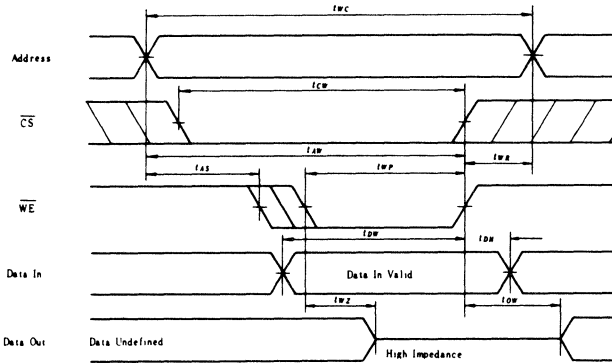 tWC
Address
tCW
CS
tAW
tWR
tAS
tWP
WE
tDW
tDH
Data In
Data In Valid
tWZ
tOW
Data Out
Data Undefined
High Impedance